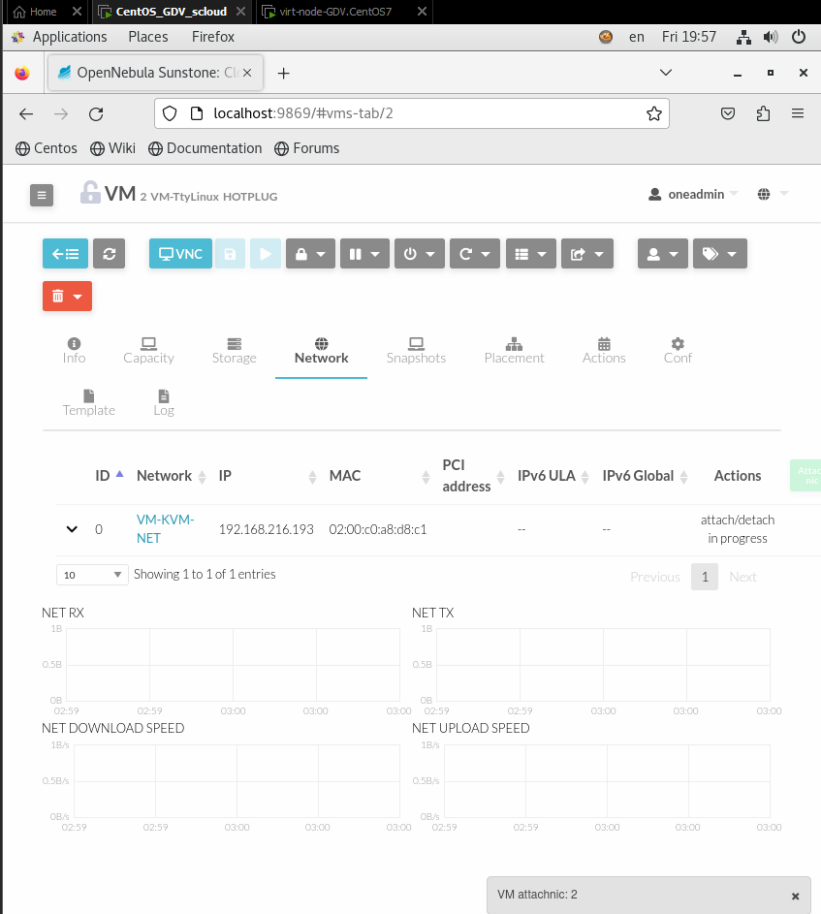 Home
CentOS_GDV_scloud
virt-node-GDV.CentOS7
Applications Places Firefox en Fri 19:57
OpenNebula Sunstone: Cl
localhost:9869/#vms-tab/2
Centos Wiki Documentation Forums
VM 2 VM-TtyLinux HOTPLUG oneadmin
VNC
Info Capacity Storage Network Snapshots Placement Actions Conf
Template Log
ID Network IP MAC PCI address IPv6 ULA IPv6 Global Actions Attach nic
0 VM-KVM-NET 192.168.216.193 02:00:c0:a8:d8:c1 -- -- attach/detach in progress
10 Showing 1 to 1 of 1 entries Previous 1 Next
NET RX
1B
0.5B
0B
02:59 02:59 03:00 03:00 03:00
NET TX
1B
0.5B
0B
02:59 02:59 03:00 03:00 03:00
NET DOWNLOAD SPEED
1B/s
0.5B/s
0B/s
02:59 02:59 03:00 03:00 03:00
NET UPLOAD SPEED
1B/s
0.5B/s
0B/s
02:59 02:59 03:00 03:00 03:00
VM attachnic: 2